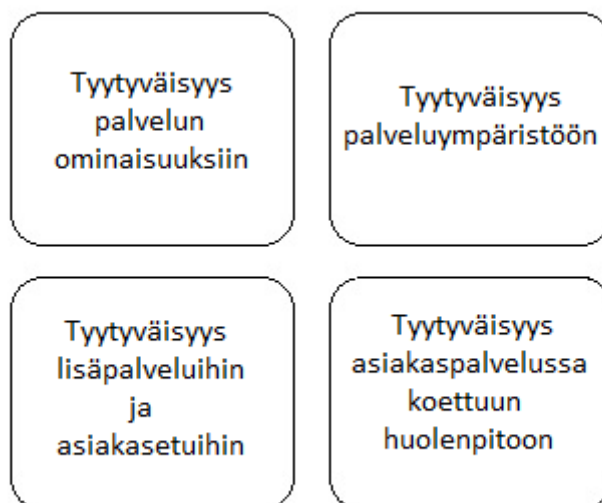 Tyytyväisyys
palvelun
ominaisuuksiin
Tyytyväisyys
palveluympäristöön
Tyytyväisyys
lisäpalveluihin
ja
asiakasetuihin
Tyytyväisyys
asiakaspalvelussa
koettuun
huolenpitoon